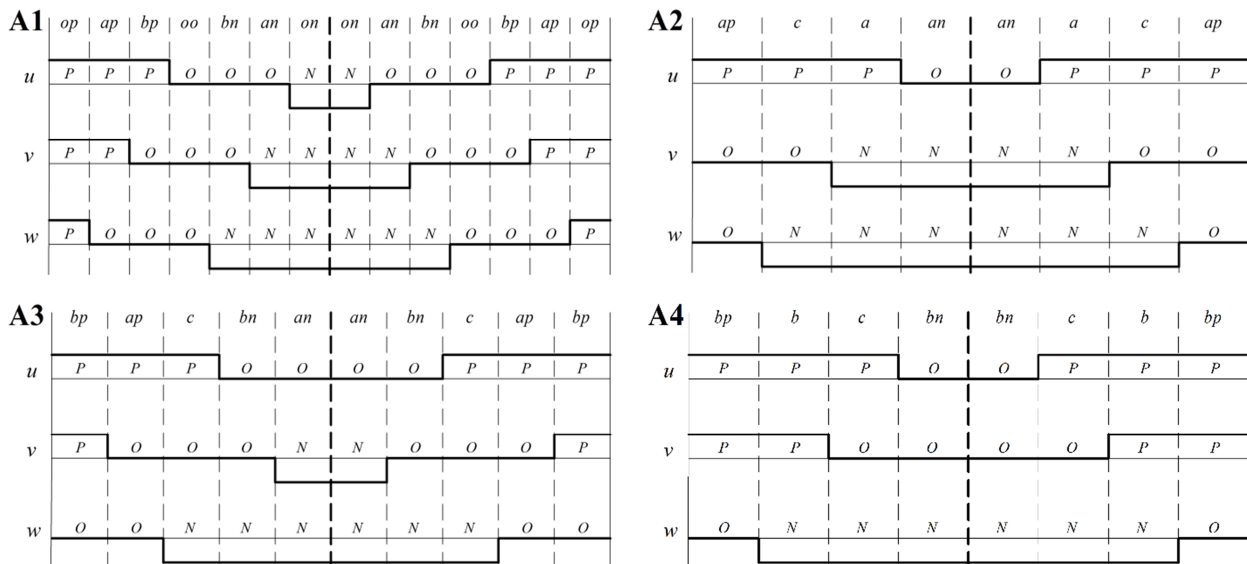 A1 op ap bp oo bn an on on an bn oo bp ap op
u P P P O O O N N O O O P P P
v P P O O O N N N N O O O P P
w P O O O N N N N N N O O O P
A2 ap c a an an a c ap
u P P P O O P P P
v O O N N N N O O
w O N N N N N N O
A3 bp ap c bn an an bn c ap bp
u P P P O O O O P P P
v P O O O N N O O O P
w O O N N N N N N O O
A4 bp b c bn bn c b bp
u P P P O O P P P
v P P O O O O P P
w O N N N N N N O